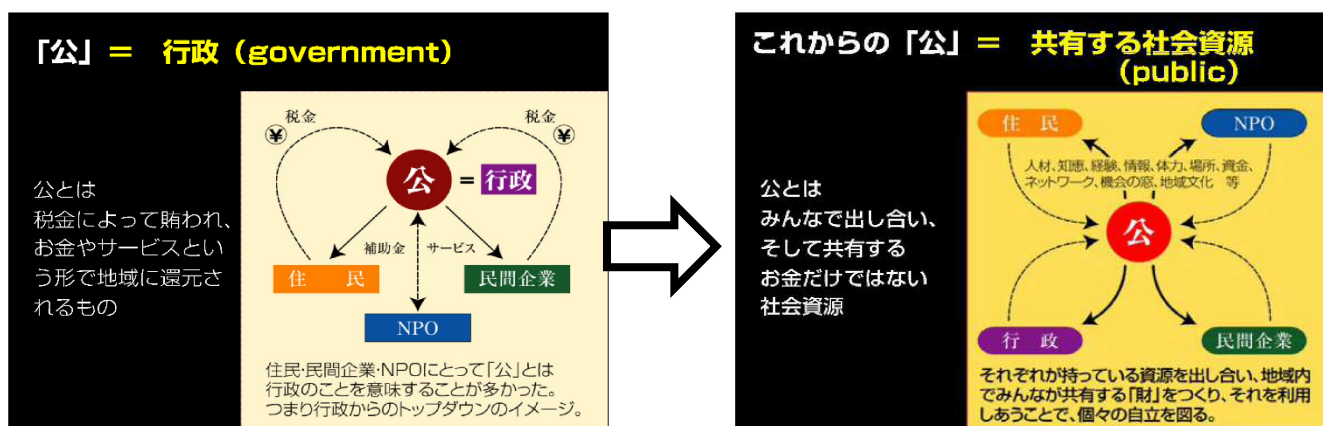 「公」＝　行政（government）
公とは
税金によって賄われ、
お金やサービスとい
う形で地域に還元さ
れるもの
税金
¥
税金
¥
公 = 行政
補助金 サービス
住　民
民間企業
NPO
住民・民間企業・NPOにとって「公」とは
行政のことを意味することが多かった。
つまり行政からのトップダウンのイメージ。
これからの「公」＝　共有する社会資源
（public）
公とは
みんなで出し合い、
そして共有する
お金だけではない
社会資源
住　民
NPO
人材、知恵、経験、情報、体力、場所、資金、
ネットワーク、機会の窓、地域文化　等
公
行　政
民間企業
それぞれが持っている資源を出し合い、地域内
でみんなが共有する「財」をつくり、それを利用
しあうことで、個々の自立を図る。